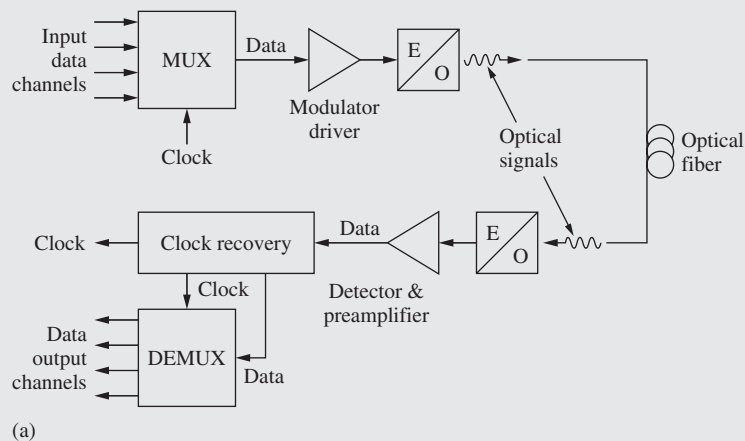 Input
data
channels
MUX
Data
Modulator
driver
E
O
Clock
Optical
signals
Optical
fiber
Clock
Clock recovery
Data
Detector &
preamplifier
E
O
Clock
Data
output
channels
DEMUX
Data
(a)